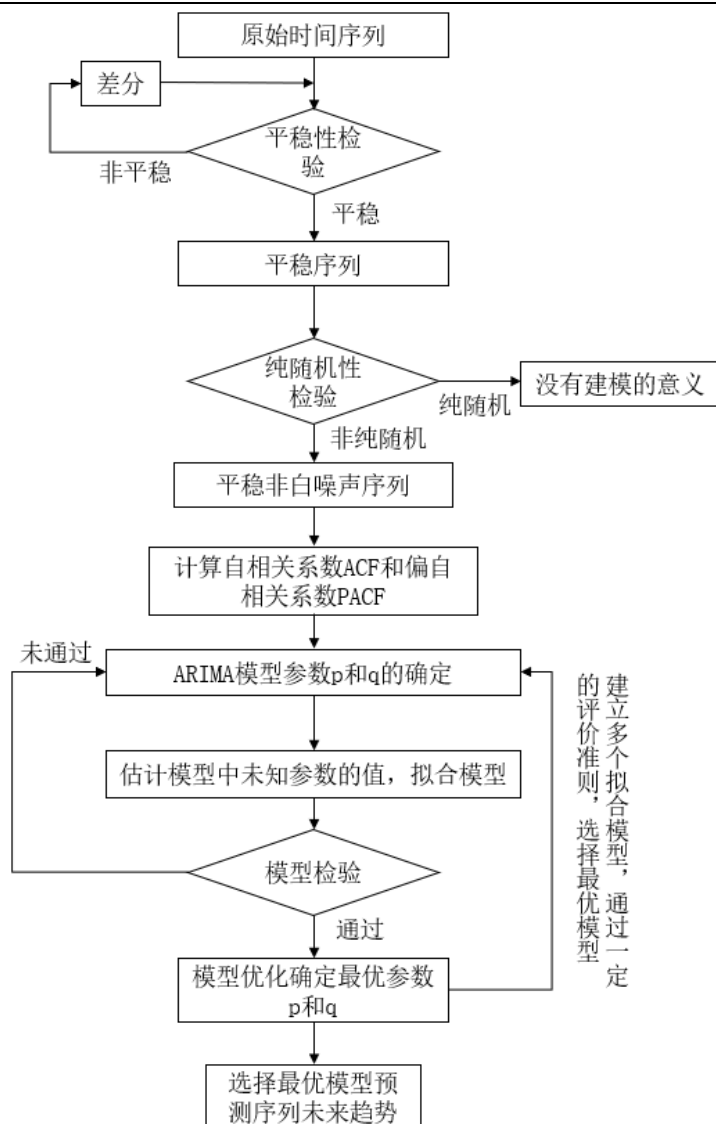 原始时间序列
差分
平稳性检
验
非平稳
平稳
平稳序列
纯随机性
检验
纯随机
没有建模的意义
非纯随机
平稳非白噪声序列
计算自相关系数ACF和偏自
相关系数PACF
未通过
ARIMA模型参数p和q的确定
估计模型中未知参数的值，拟合模型
模型检验
通过
建立多个拟合模型，通过一定
的评价准则，选择最优模型
模型优化确定最优参数
p和q
选择最优模型预
测序列未来趋势